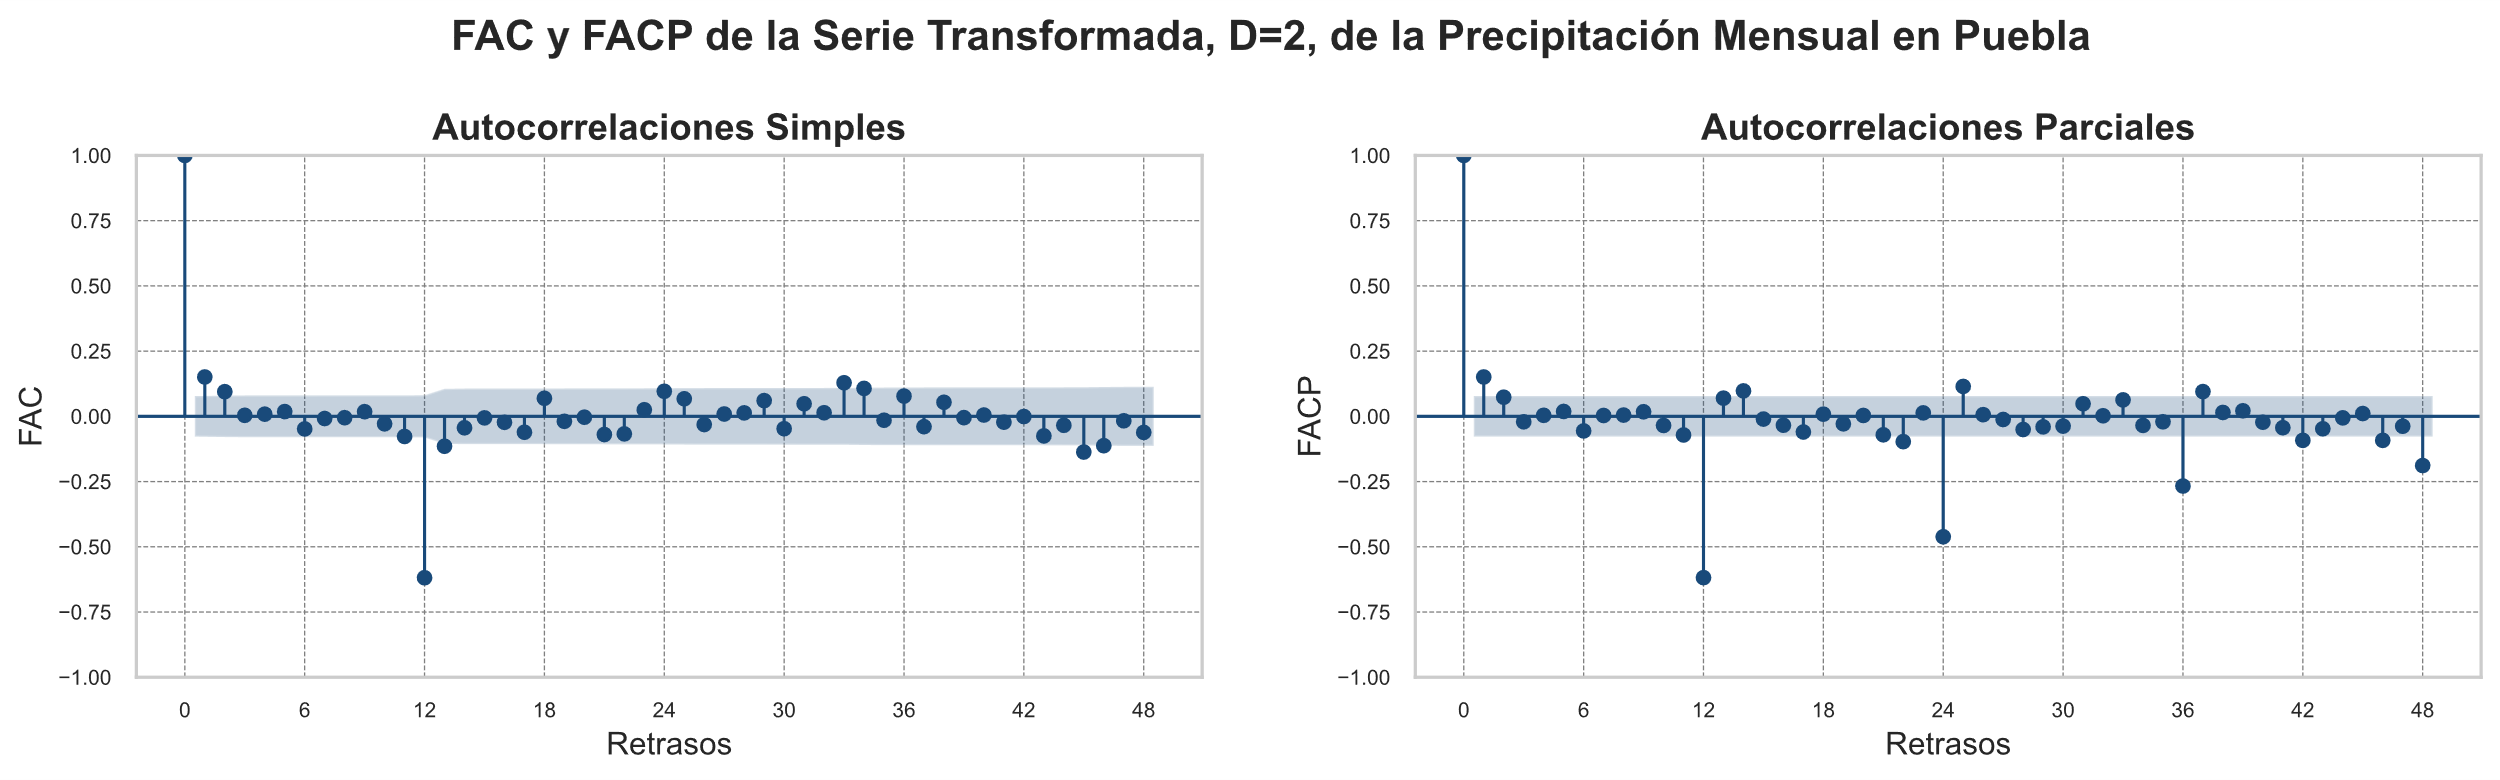 FAC y FACP de la Serie Transformada, D=2, de la Precipitación Mensual en Puebla
Autocorrelaciones Simples
1.00
0.75
0.50
0.25
0.00
−0.25
−0.50
−0.75
−1.00
FAC
0 6 12 18 24 30 36 42 48
Retrasos
Autocorrelaciones Parciales
1.00
0.75
0.50
0.25
0.00
−0.25
−0.50
−0.75
−1.00
FACP
0 6 12 18 24 30 36 42 48
Retrasos